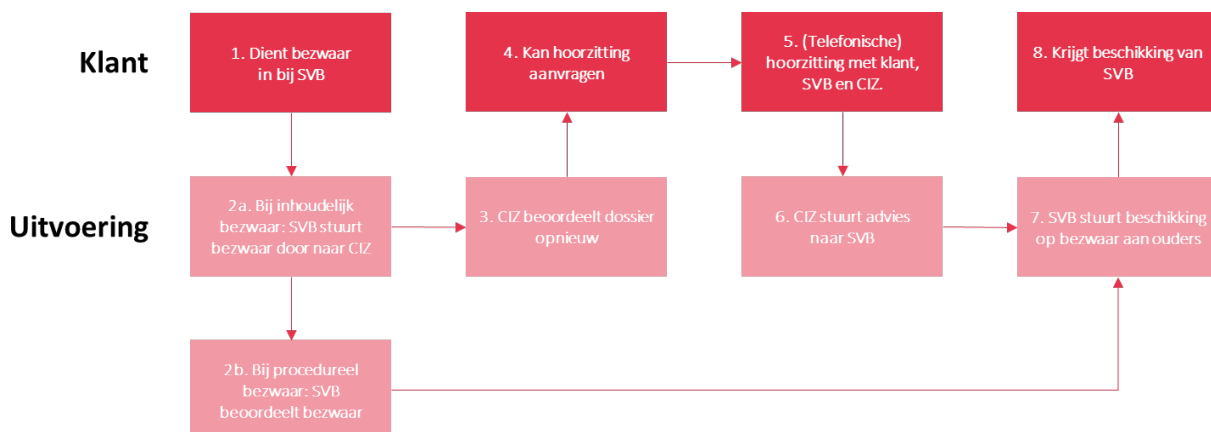 Klant
1. Dient bezwaar
in bij SVB
4. Kan hoorzitting
aanvragen
5. (Telefonische)
hoorzitting met klant,
SVB en CIZ.
8. Krijgt beschikking van
SVB
Uitvoering
2a. Bij inhoudelijk
bezwaar: SVB stuurt
bezwaar door naar CIZ
3. CIZ beoordeelt dossier
opnieuw
6. CIZ stuurt advies
naar SVB
7. SVB stuurt beschikking
op bezwaar aan ouders
2b. Bij procedureel
bezwaar: SVB
beoordeelt bezwaar